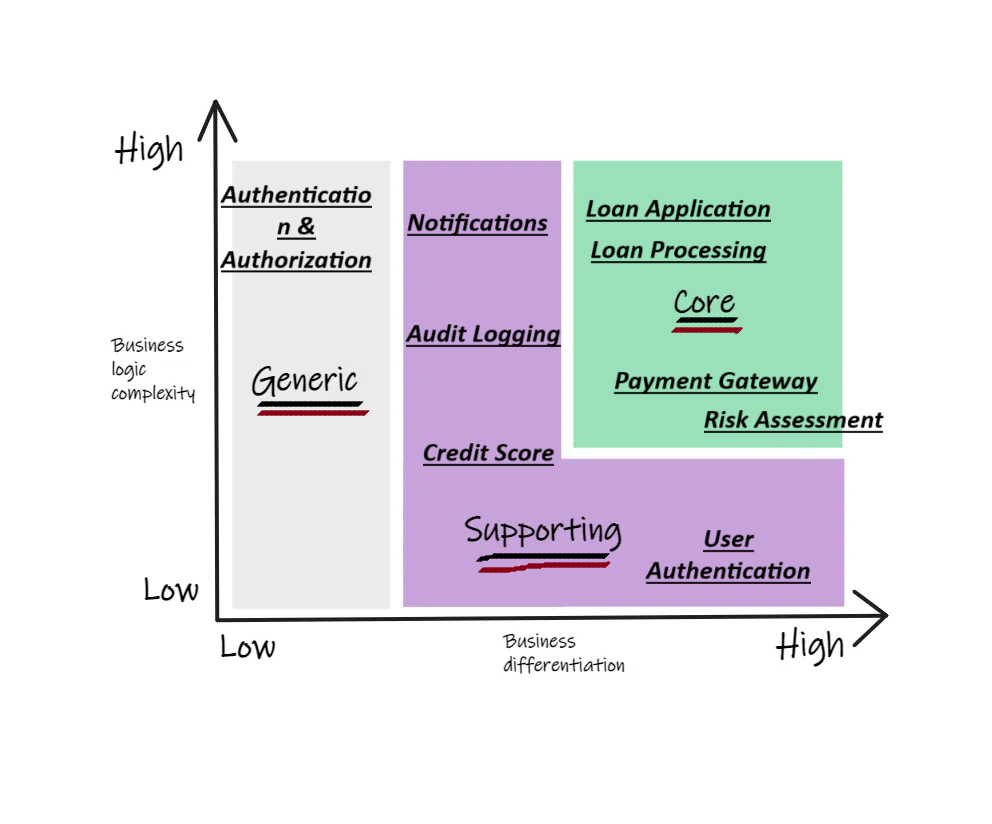 High
Authenticatio
n &
Authorization
Notifications
Loan Application
Loan Processing
Core
Audit Logging
Business
logic
complexity
Generic
Payment Gateway
Risk Assessment
Credit Score
Supporting
User
Authentication
Low
Low
Business
differentiation
High